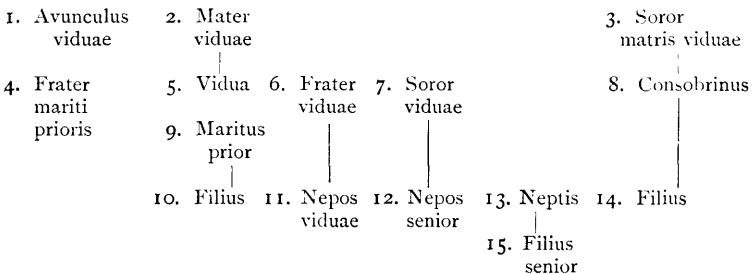 1. Avunculus 2. Mater 3. Soror
viduae viduae matris viduae
4. Frater 5. Vidua 6. Frater 7. Soror 8. Consobrinus
mariti viduae viduae
prioris 9. Maritus
prior
10. Filius 11. Nepos 12. Nepos 13. Neptis 14. Filius
viduae senior
15. Filius
senior